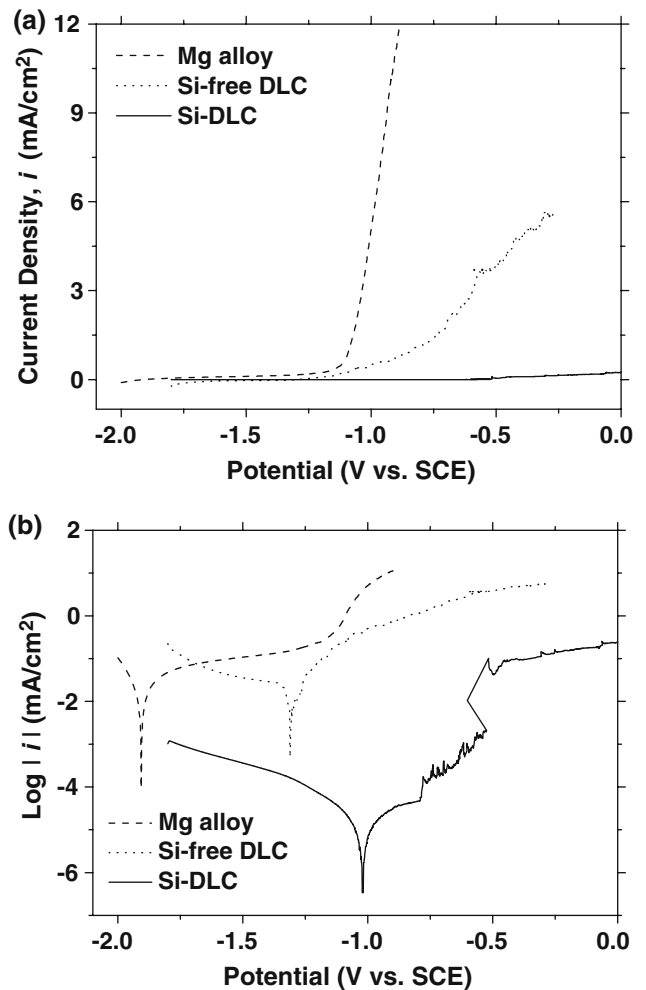 (a)
12
9
6
3
0
Current Density, i (mA/cm²)
Mg alloy
Si-free DLC
Si-DLC
-2.0 -1.5 -1.0 -0.5 0.0
Potential (V vs. SCE)
(b)
2
0
-2
-4
-6
Log | i | (mA/cm²)
Mg alloy
Si-free DLC
Si-DLC
-2.0 -1.5 -1.0 -0.5 0.0
Potential (V vs. SCE)